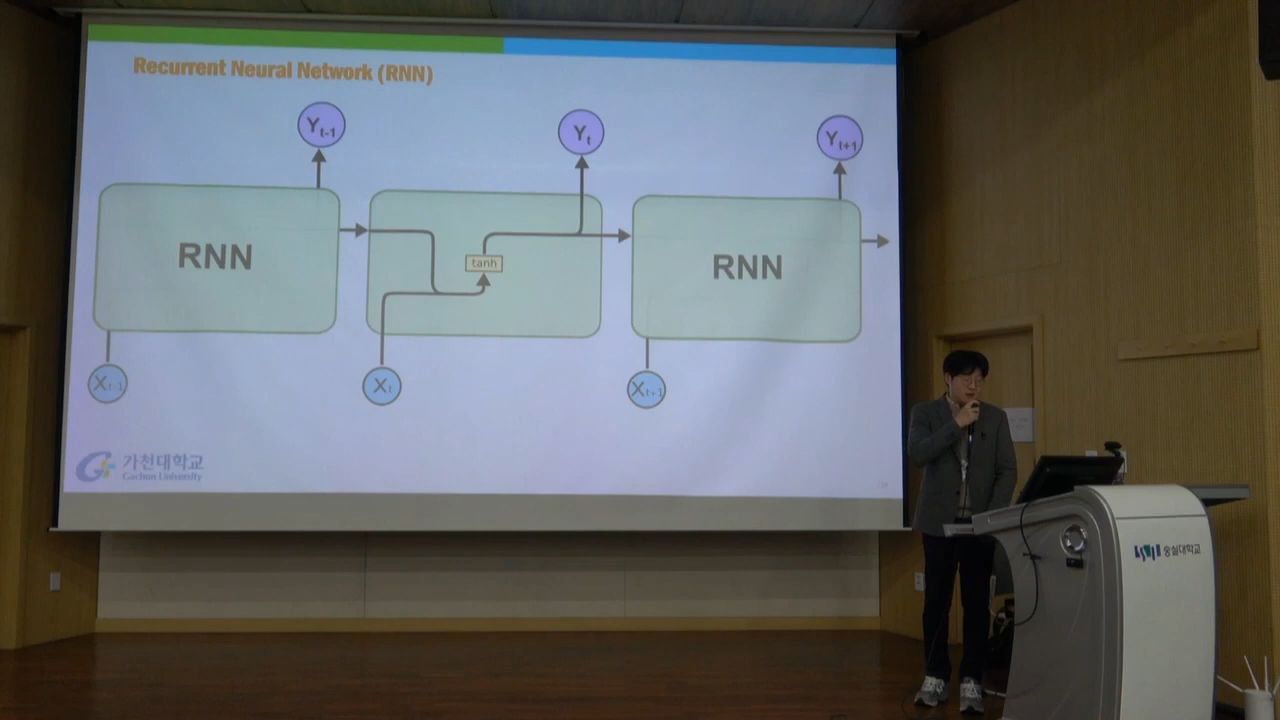 Recurrent Neural Network (RNN)
Yt-1
Yt
Yt+1
RNN
tanh
RNN
Xt-1
Xt
Xt+1
가천대학교
Gachon University
숭실대학교